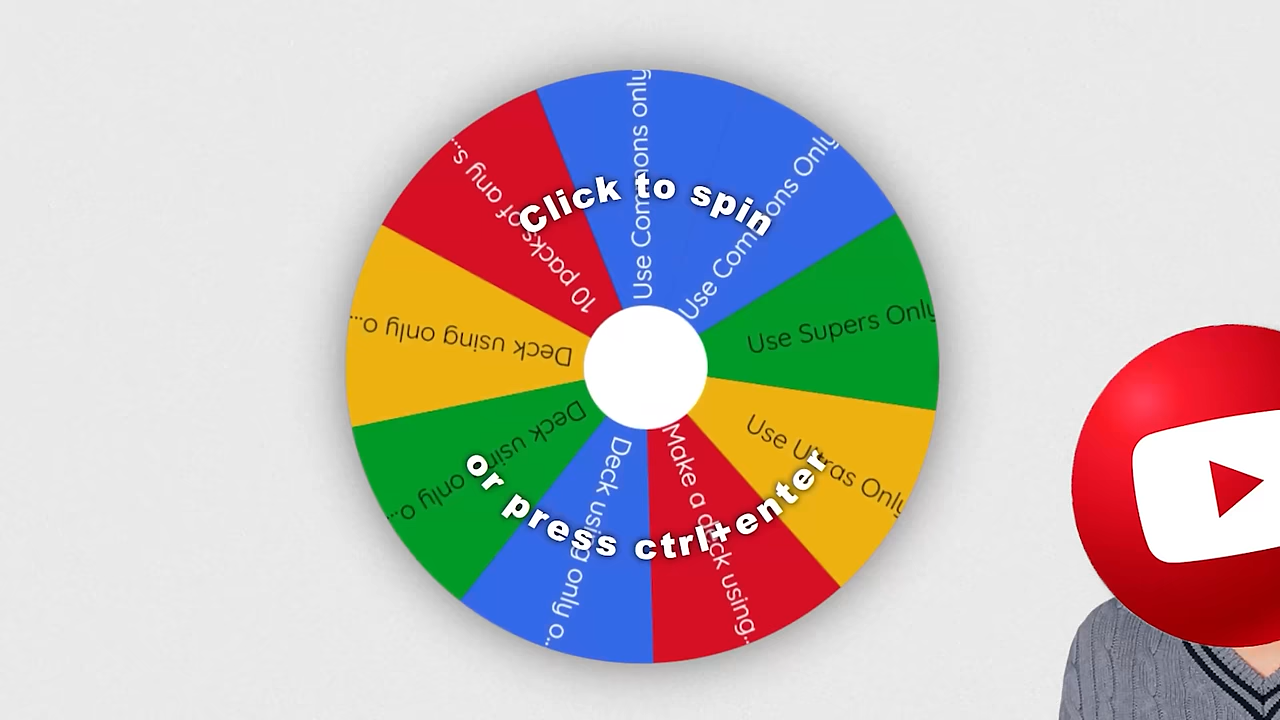 Click to spin
or press ctrl+enter
Use Commons only
Use Commons Only
Use Supers Only
Use Ultras Only
Make a deck using...
Deck using only o...
Deck using only o...
Deck using only o...
10 packs of any s...